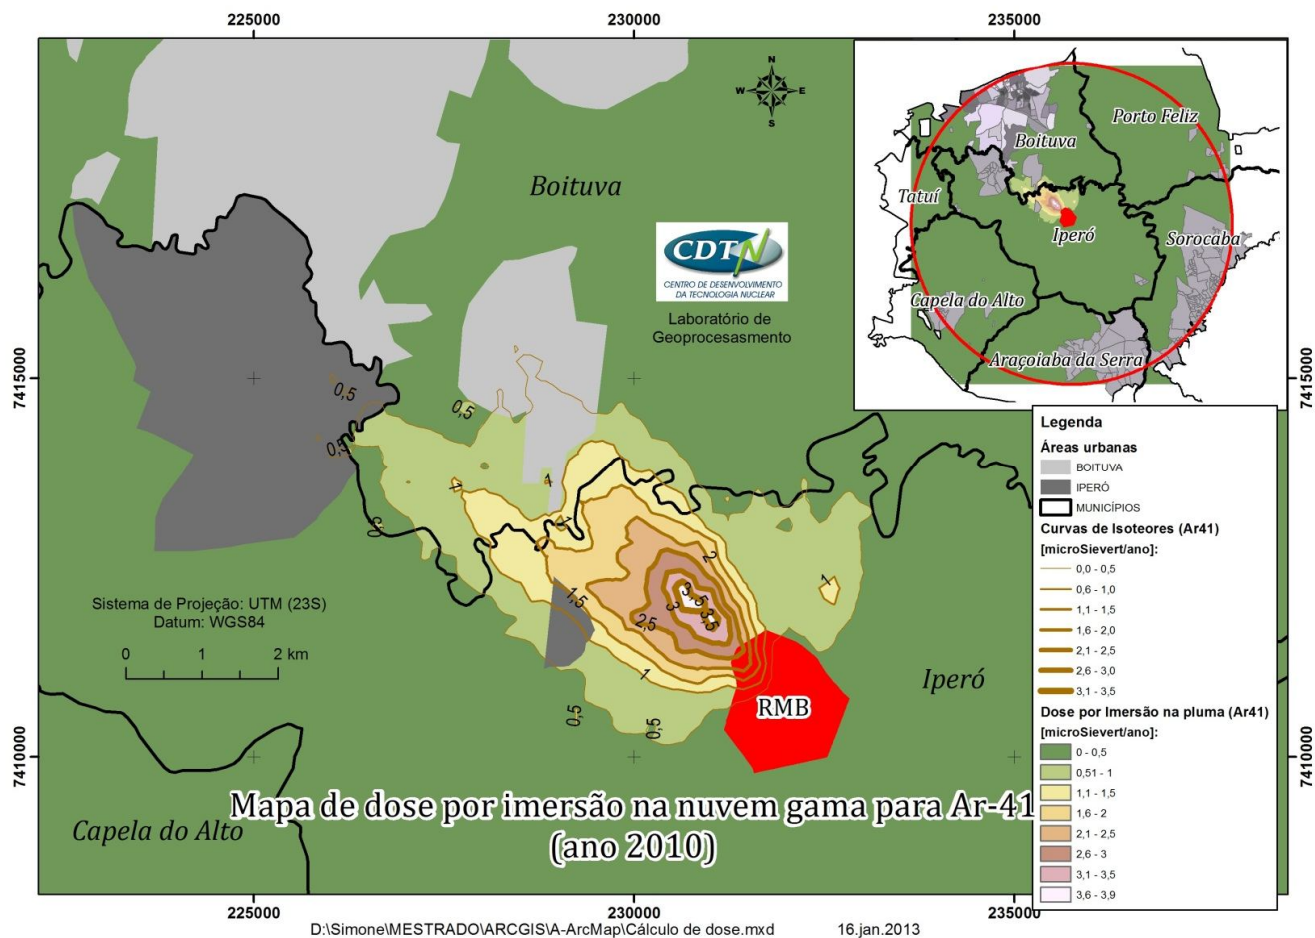 225000
230000
235000
7415000
7410000
7415000
7410000
N
W
E
S
Boituva
CDTN
CENTRO DE DESENVOLVIMENTO
DA TECNOLOGIA NUCLEAR
Laboratório de
Geoprocesasmento
Porto Feliz
Boituva
Tatuí
Iperó
Sorocaba
Capela do Alto
Araçoiaba da Serra
0,5
0,5
0,5
0,5
1
1
1
2
1
1,5
3,5
3
3,5
2,5
1
0,5
0,5
Sistema de Projeção: UTM (23S)
Datum: WGS84
0
1
2 km
RMB
Iperó
Capela do Alto
Mapa de dose por imersão na nuvem gama para Ar-41
(ano 2010)
Legenda
Áreas urbanas
BOITUVA
IPERÓ
MUNICÍPIOS
Curvas de Isoteores (Ar41)
[microSievert/ano]:
0,0 - 0,5
0,6 - 1,0
1,1 - 1,5
1,6 - 2,0
2,1 - 2,5
2,6 - 3,0
3,1 - 3,5
Dose por Imersão na pluma (Ar41)
[microSievert/ano]:
0 - 0,5
0,51 - 1
1,1 - 1,5
1,6 - 2
2,1 - 2,5
2,6 - 3
3,1 - 3,5
3,6 - 3,9
225000
230000
235000
D:\Simone\MESTRADO\ARCGIS\A-ArcMap\Cálculo de dose.mxd
16.jan.2013